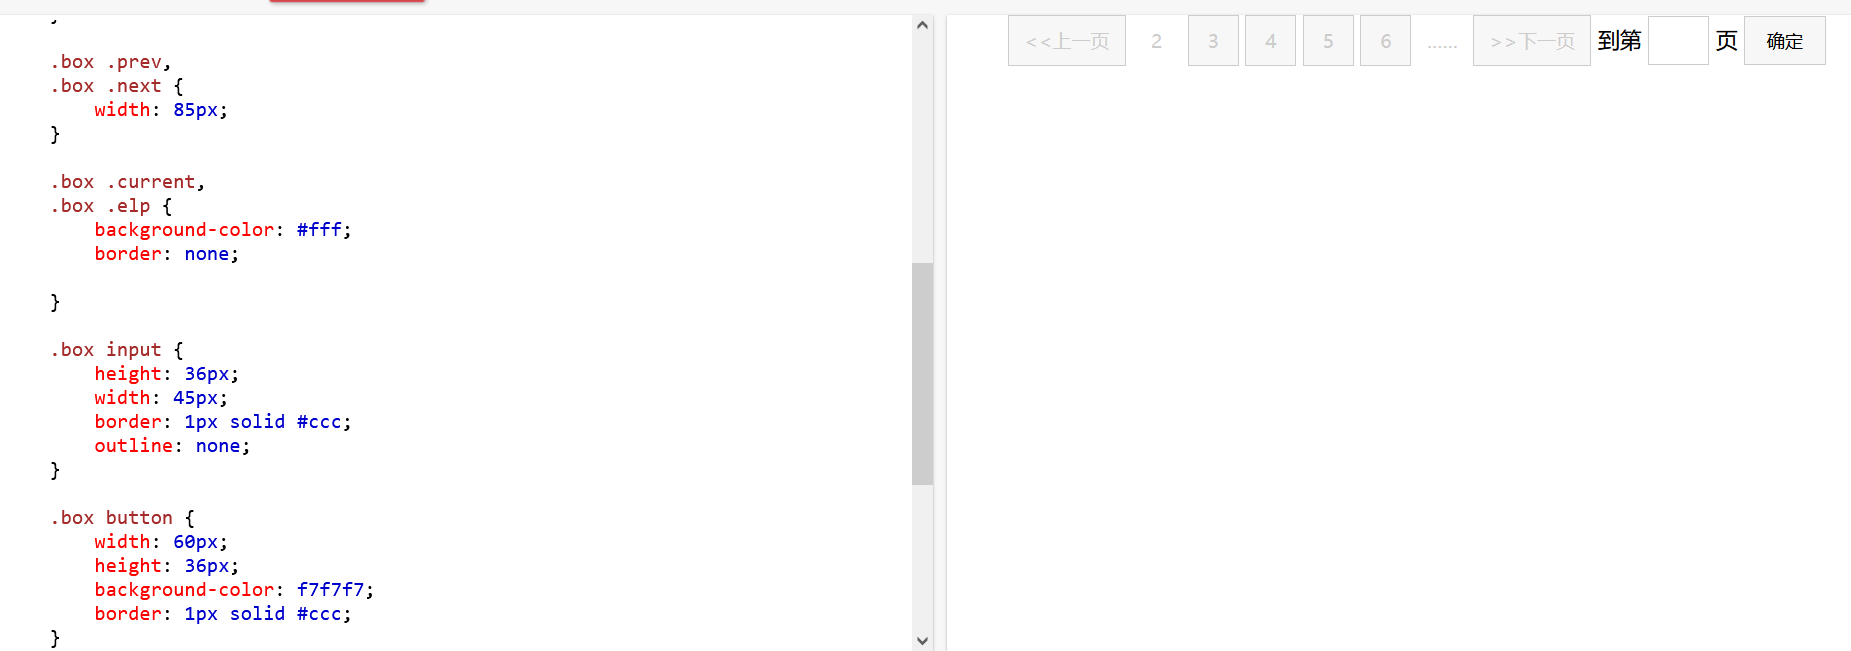 }
.box .prev,
.box .next {
    width: 85px;
}
.box .current,
.box .elp {
    background-color: #fff;
    border: none;
}
.box input {
    height: 36px;
    width: 45px;
    border: 1px solid #ccc;
    outline: none;
}
.box button {
    width: 60px;
    height: 36px;
    background-color: f7f7f7;
    border: 1px solid #ccc;
}
<<上一页 2 3 4 5 6 ...... >>下一页 到第 页 确定